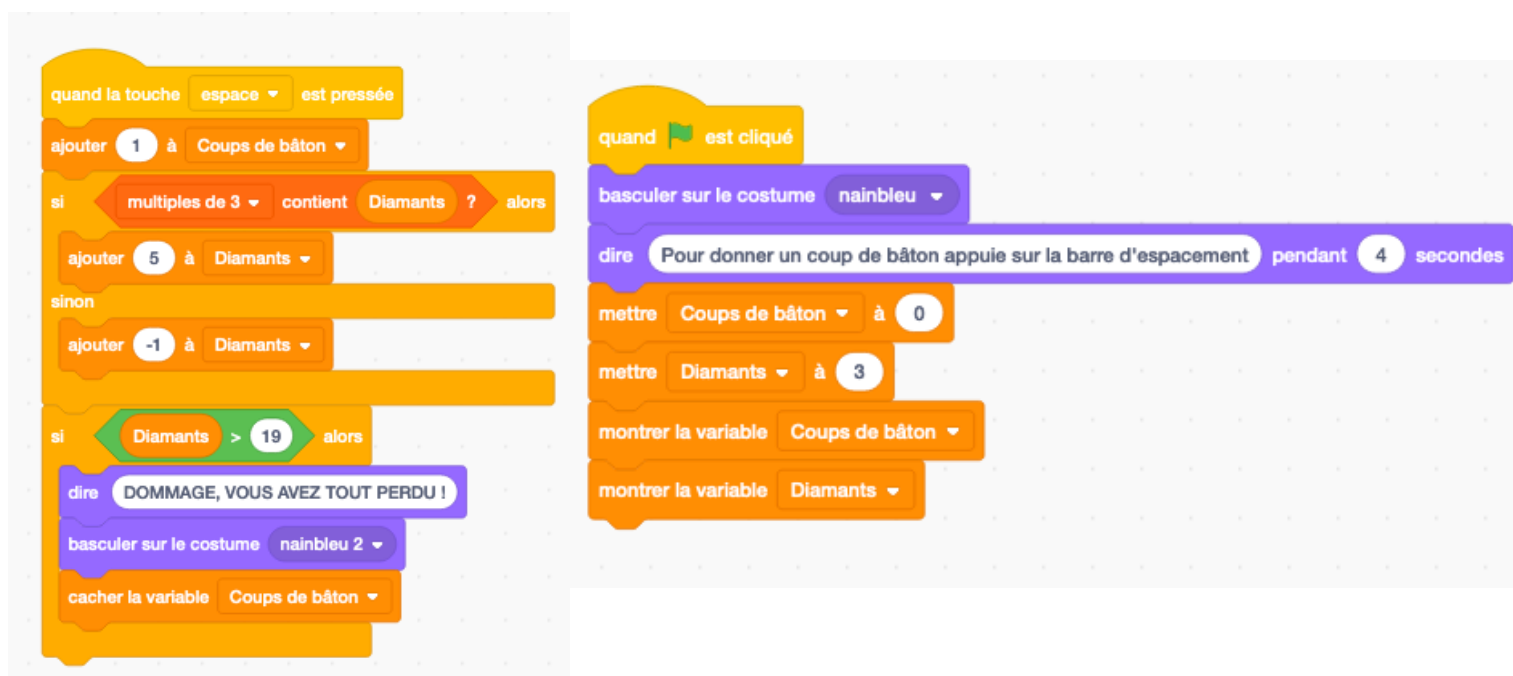 quand la touche espace est pressée
ajouter 1 à Coups de bâton
si multiples de 3 contient Diamants ? alors
ajouter 5 à Diamants
sinon
ajouter -1 à Diamants
si Diamants > 19 alors
dire DOMMAGE, VOUS AVEZ TOUT PERDU !
basculer sur le costume nainbleu 2
cacher la variable Coups de bâton
quand est cliqué
basculer sur le costume nainbleu
dire Pour donner un coup de bâton appuie sur la barre d'espacement pendant 4 secondes
mettre Coups de bâton à 0
mettre Diamants à 3
montrer la variable Coups de bâton
montrer la variable Diamants